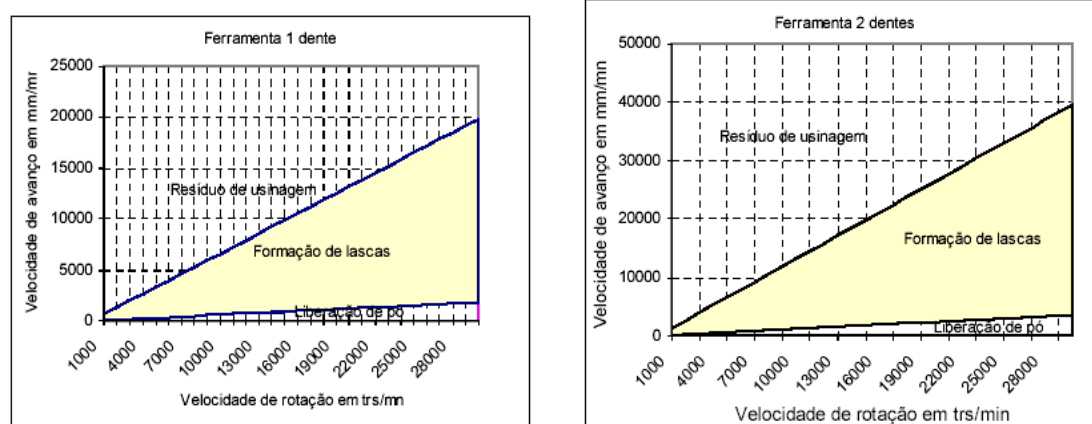 Ferramenta 1 dente
Velocidade de avanço em mm/mr
25000
20000
15000
10000
5000
0
Resíduo de usinagem
Formação de lascas
Liberação de pó
1000
4000
7000
10000
13000
16000
19000
22000
25000
28000
Velocidade de rotação em trs/mn
Ferramenta 2 dentes
Velocidade de avanço em mm/mn
50000
40000
30000
20000
10000
0
Resíduo de usinagem
Formação de lascas
Liberação de pó
1000
4000
7000
10000
13000
16000
19000
22000
25000
28000
Velocidade de rotação em trs/min